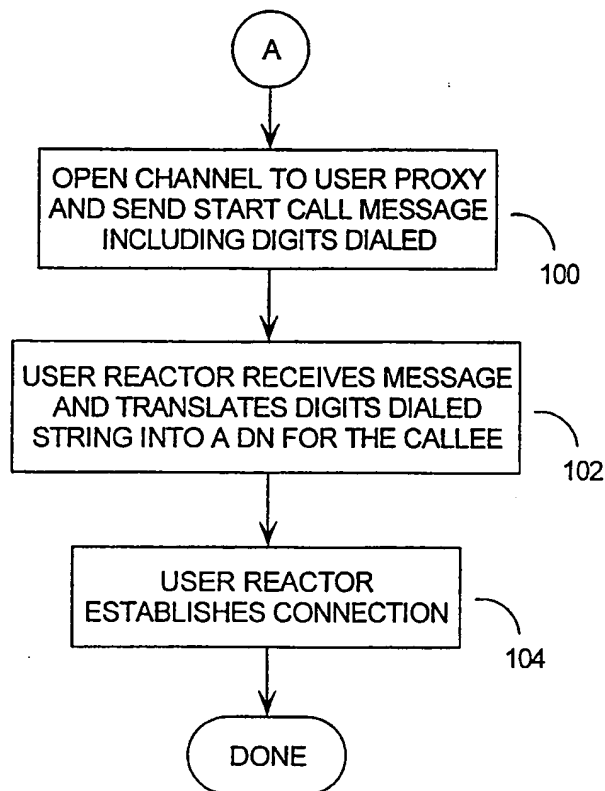 A
OPEN CHANNEL TO USER PROXY
AND SEND START CALL MESSAGE
INCLUDING DIGITS DIALED
100
USER REACTOR RECEIVES MESSAGE
AND TRANSLATES DIGITS DIALED
STRING INTO A DN FOR THE CALLEE
102
USER REACTOR
ESTABLISHES CONNECTION
104
DONE